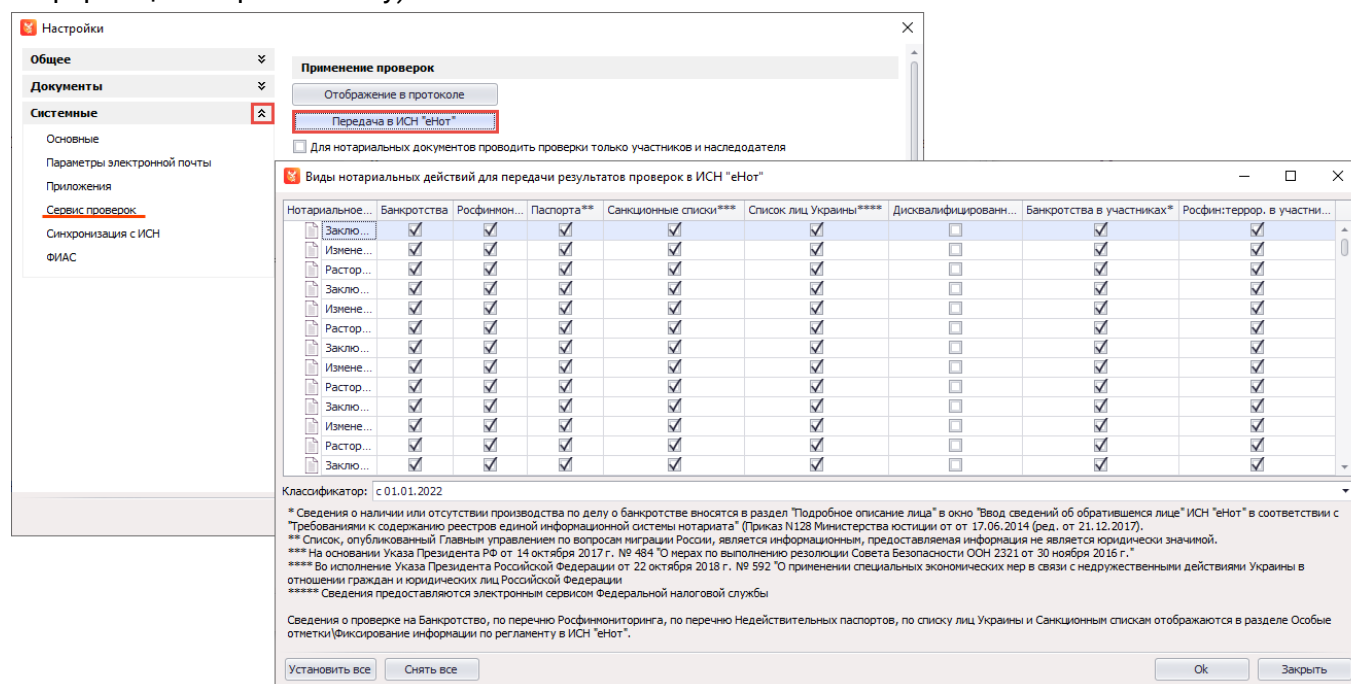 Настройки
Общее
Документы
Системные
Основные
Параметры электронной почты
Приложения
Сервис проверок
Синхронизация с ИСН
ФИАС
Применение проверок
Отображение в протоколе
Передача в ИСН "еНот"
Для нотариальных документов проводить проверки только участников и наследодателя
Виды нотариальных действий для передачи результатов проверок в ИСН "еНот"
Нотариальное... Банкротства Росфинмон... Паспорта** Санкционные списки*** Список лиц Украины**** Дисквалифицированн... Банкротства в участниках* Росфин:террор. в участни...
Заклю...
Измене...
Растор...
Заклю...
Измене...
Растор...
Заклю...
Измене...
Растор...
Заклю...
Измене...
Растор...
Заклю...
Классификатор: с 01.01.2022
* Сведения о наличии или отсутствии производства по делу о банкротстве вносятся в раздел "Подробное описание лица" в окно "Ввод сведений об обратившемся лице" ИСН "еНот" в соответствии с
"Требованиями к содержанию реестров единой информационной системы нотариата" (Приказ N128 Министерства юстиции от от 17.06.2014 (ред. от 21.12.2017).
** Список, опубликованный Главным управлением по вопросам миграции России, является информационным, предоставляемая информация не является юридически значимой.
*** На основании Указа Президента РФ от 14 октября 2017 г. № 484 "О мерах по выполнению резолюции Совета Безопасности ООН 2321 от 30 ноября 2016 г."
**** Во исполнение Указа Президента Российской Федерации от 22 октября 2018 г. № 592 "О применении специальных экономических мер в связи с недружественными действиями Украины в
отношении граждан и юридических лиц Российской Федерации
***** Сведения предоставляются электронным сервисом Федеральной налоговой службы
Сведения о проверке на Банкротство, по перечню Росфинмониторинга, по перечню Недействительных паспортов, по списку лиц Украины и Санкционным спискам отображаются в разделе Особые
отметки\Фиксирование информации по регламенту в ИСН "еНот".
Установить все
Снять все
Ok
Закрыть